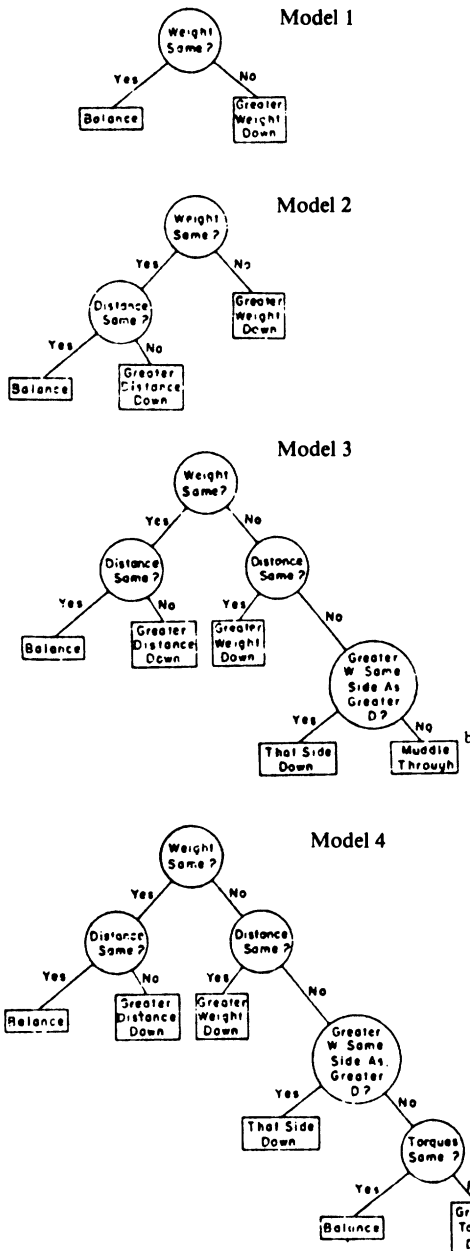 Model 1
Weight
Same?
Yes
No
Balance
Greater
Weight
Down
Model 2
Weight
Same?
Yes
No
Distance
Same?
Greater
Weight
Down
Yes
No
Balance
Greater
Distance
Down
Model 3
Weight
Same?
Yes
No
Distance
Same?
Distance
Same?
Yes
No
Yes
No
Balance
Greater
Distance
Down
Greater
Weight
Down
Greater
W Same
Side As
Greater
D?
Yes
No
b
That Side
Down
Muddle
Through
Model 4
Weight
Same?
Yes
No
Distance
Same?
Distance
Same?
Yes
No
Yes
No
Balance
Greater
Distance
Down
Greater
Weight
Down
Greater
W Same
Side As
Greater
D?
Yes
No
That Side
Down
Torques
Same?
Yes
Balance